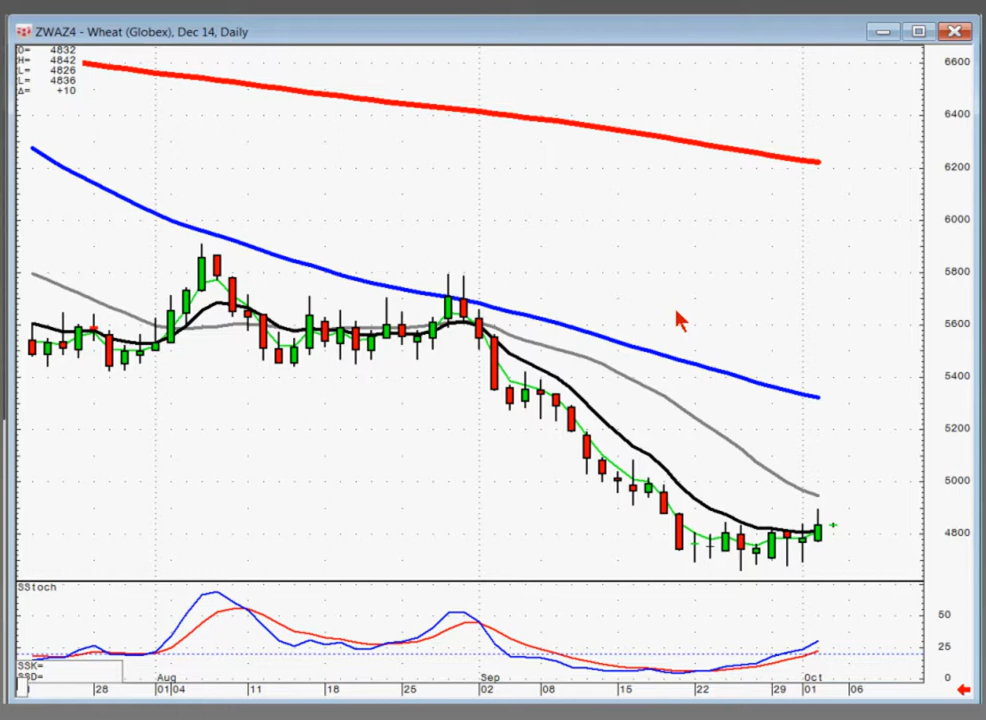 ZWAZ4 - Wheat (Globex), Dec 14, Daily
O= 4832
H= 4842
L= 4826
L= 4836
Δ= +10
6600
6400
6200
6000
5800
5600
5400
5200
5000
4800
SStoch
50
25
0
SSK=
SSD=
Aug Sep Oct
28 01 04 11 18 25 02 08 15 22 29 01 06